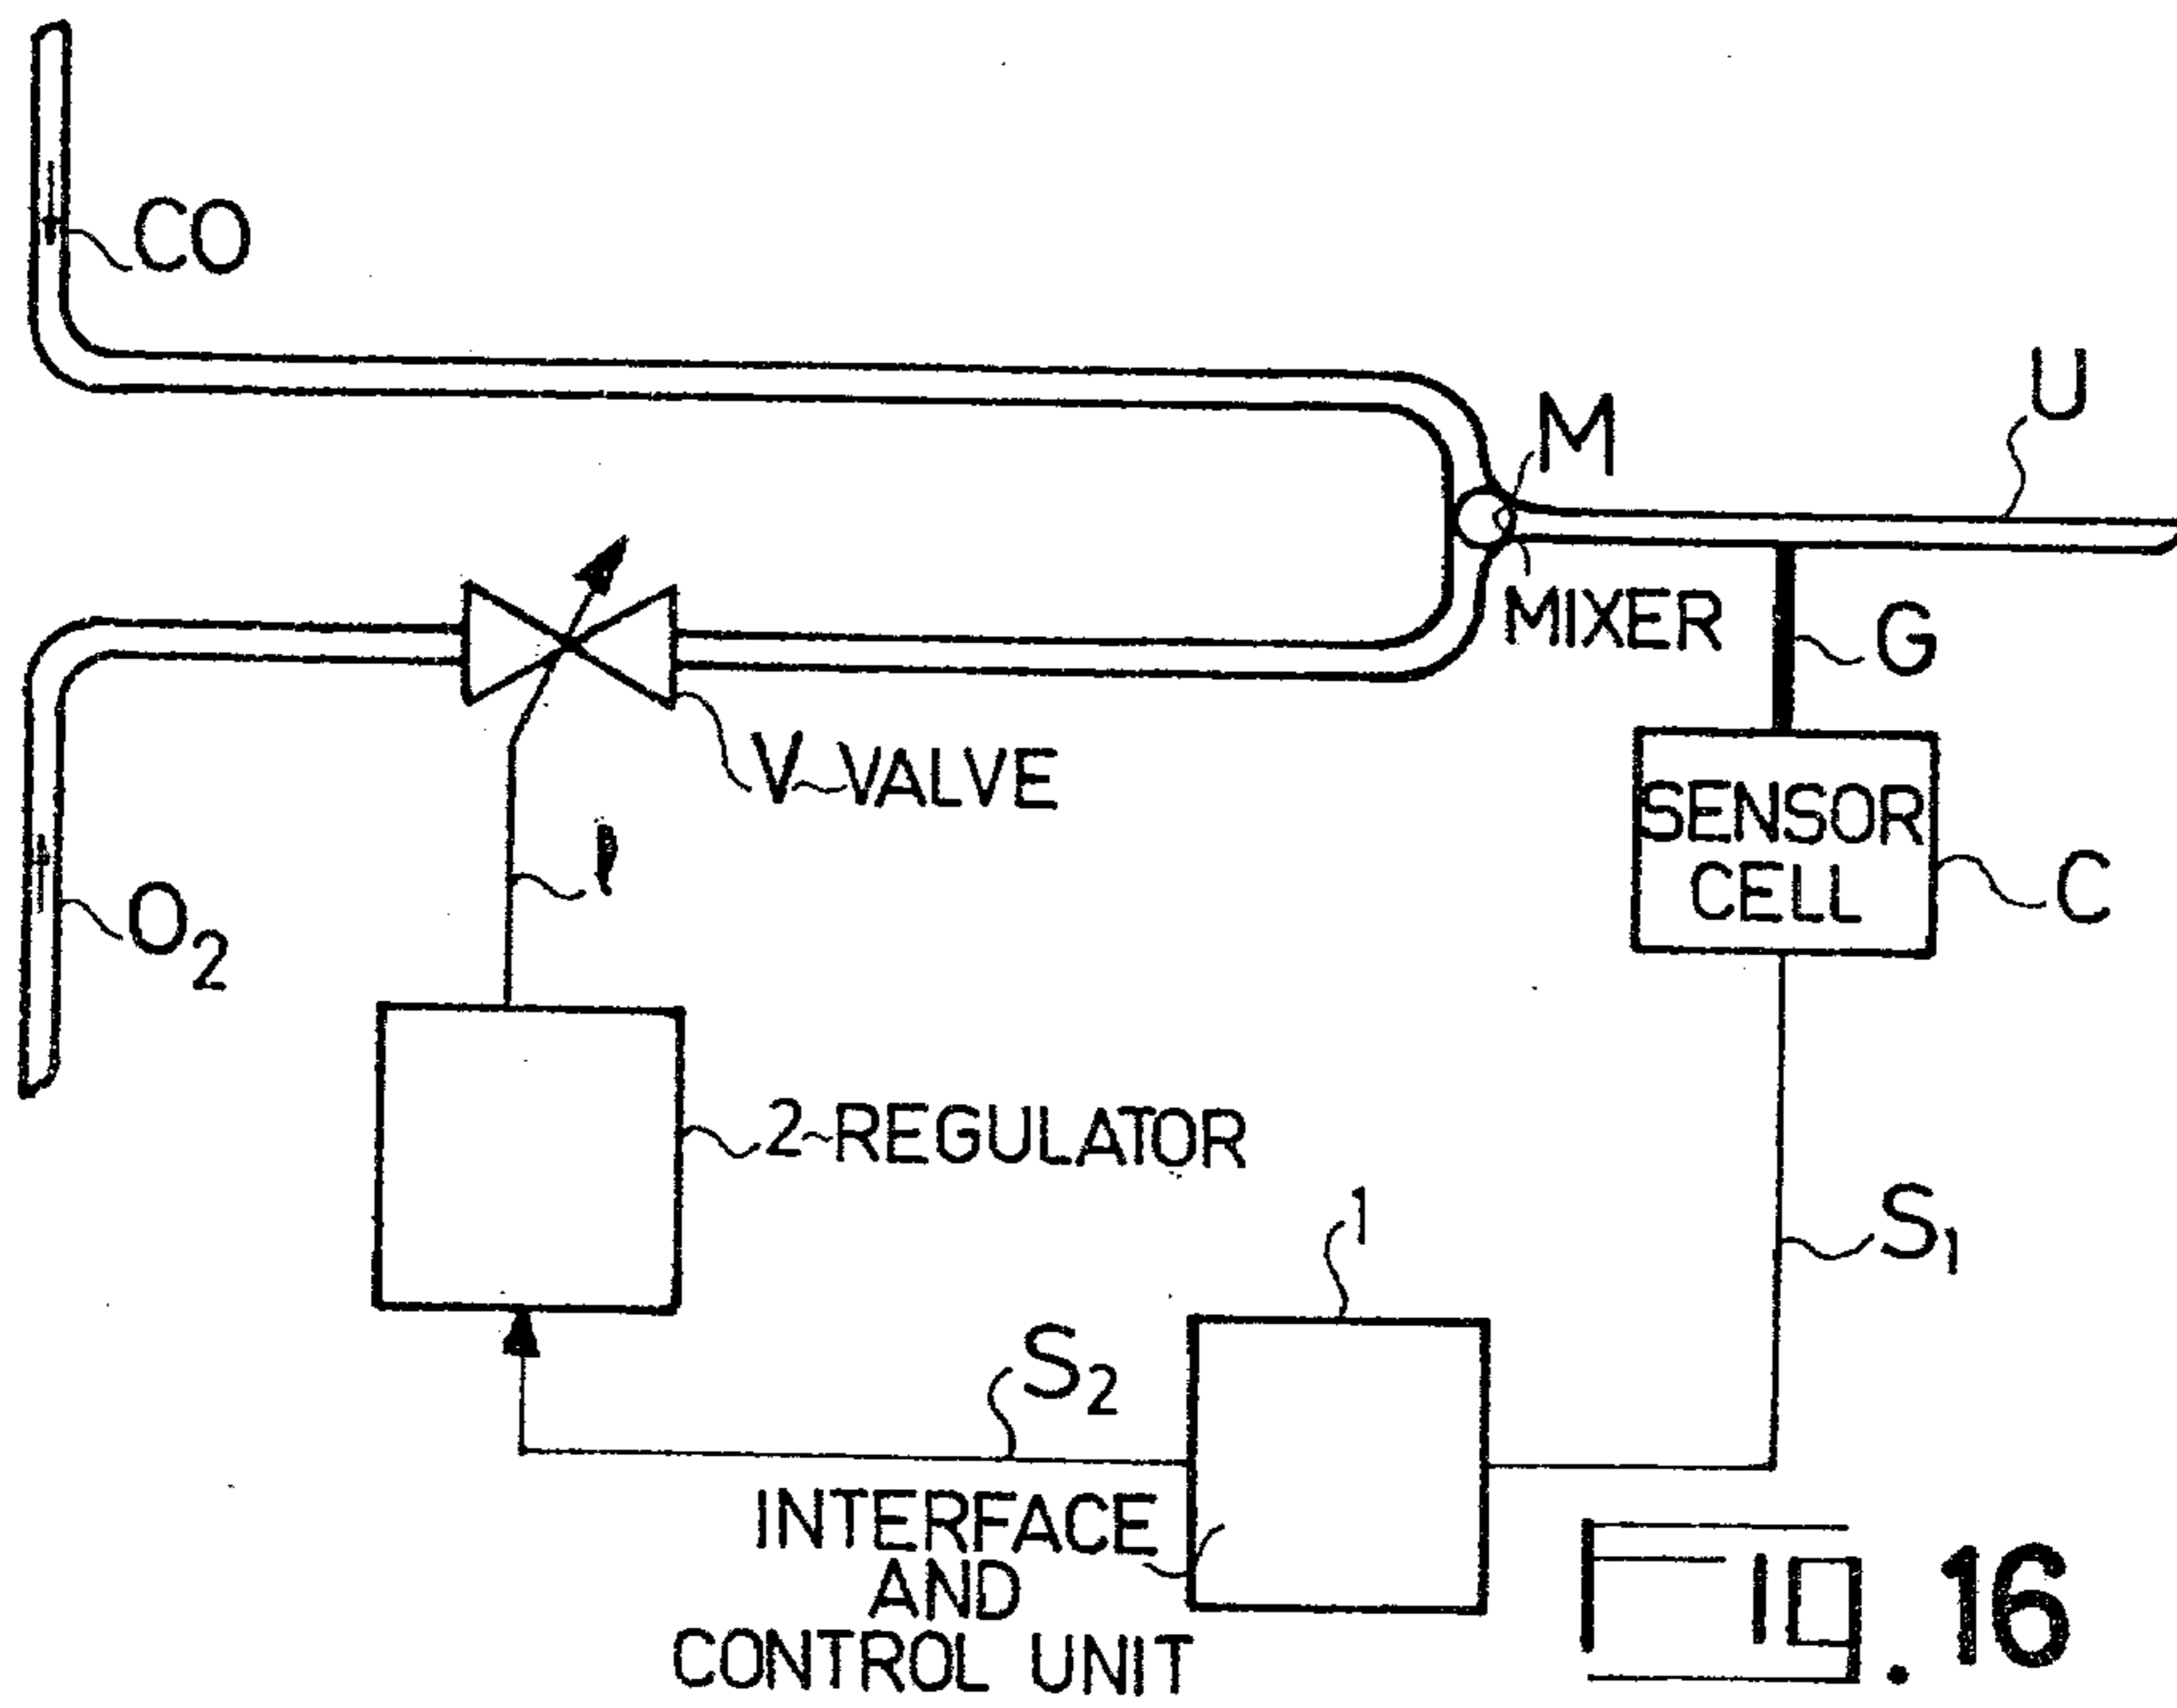 CO
U
M
MIXER
G
V VALVE
SENSOR
CELL
C
O2
2-REGULATOR
1
S1
S2
INTERFACE
AND
CONTROL UNIT
Fig.16